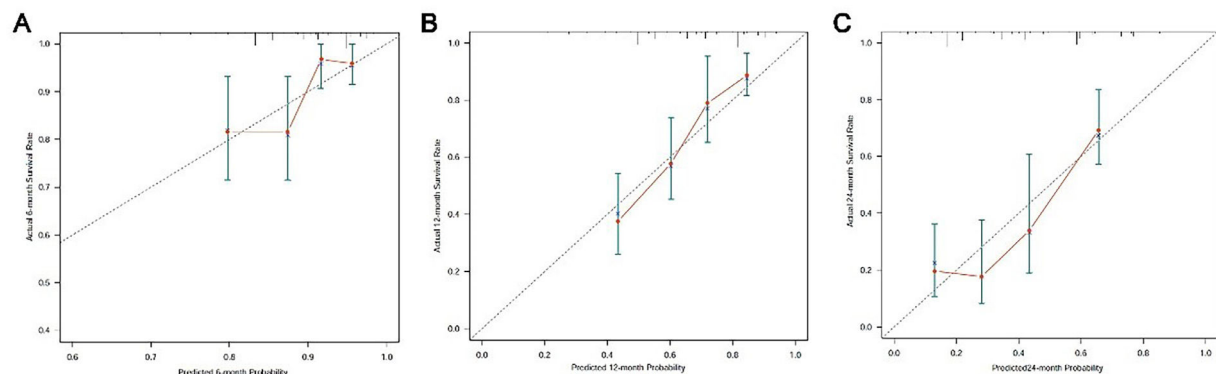 A
Actual 6-month Survival Rate
1.0
0.9
0.8
0.7
0.6
0.5
0.4
0.6 0.7 0.8 0.9 1.0
Predicted 6-month Probability
B
Actual 12-month Survival Rate
1.0
0.8
0.6
0.4
0.2
0.0
0.0 0.2 0.4 0.6 0.8 1.0
Predicted 12-month Probability
C
Actual 24-month Survival Rate
1.0
0.8
0.6
0.4
0.2
0.0
0.0 0.2 0.4 0.6 0.8 1.0
Predicted24-month Probability